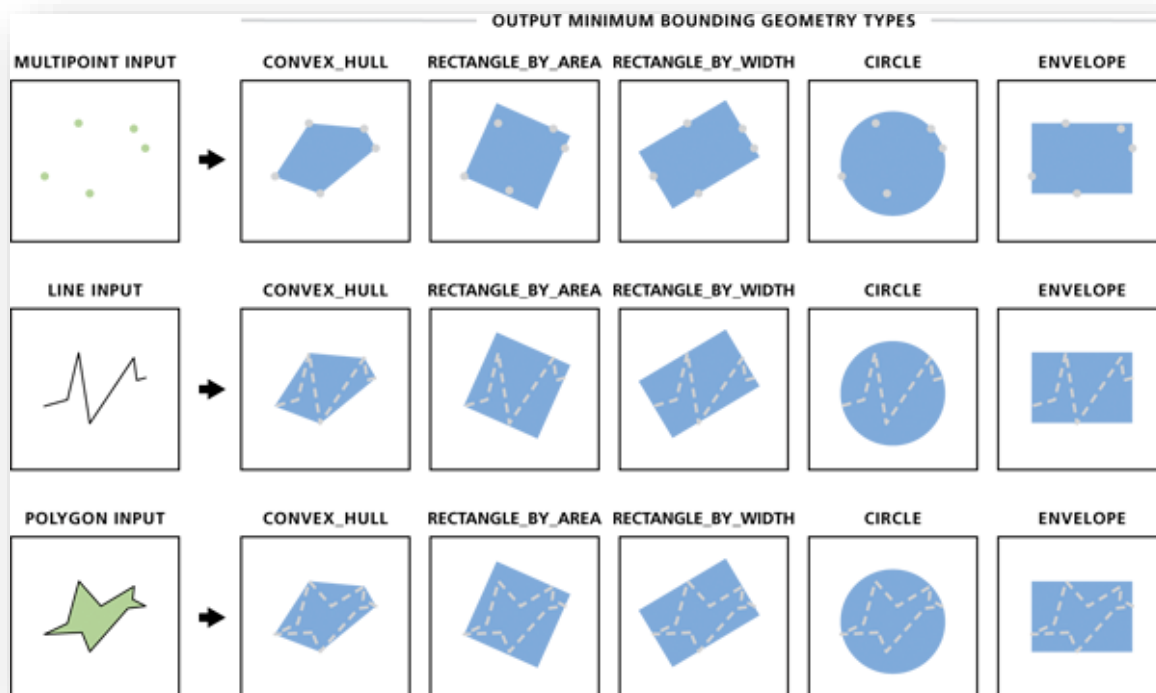 OUTPUT MINIMUM BOUNDING GEOMETRY TYPES
MULTIPOINT INPUT CONVEX_HULL RECTANGLE_BY_AREA RECTANGLE_BY_WIDTH CIRCLE ENVELOPE
LINE INPUT CONVEX_HULL RECTANGLE_BY_AREA RECTANGLE_BY_WIDTH CIRCLE ENVELOPE
POLYGON INPUT CONVEX_HULL RECTANGLE_BY_AREA RECTANGLE_BY_WIDTH CIRCLE ENVELOPE